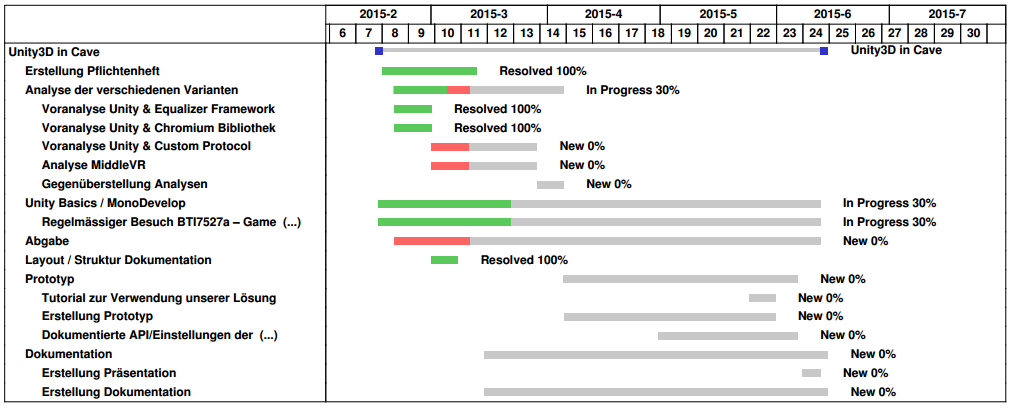 2015-2 2015-3 2015-4 2015-5 2015-6 2015-7
6 7 8 9 10 11 12 13 14 15 16 17 18 19 20 21 22 23 24 25 26 27 28 29 30
Unity3D in Cave Unity3D in Cave
Erstellung Pflichtenheft Resolved 100%
Analyse der verschiedenen Varianten In Progress 30%
Voranalyse Unity & Equalizer Framework Resolved 100%
Voranalyse Unity & Chromium Bibliothek Resolved 100%
Voranalyse Unity & Custom Protocol New 0%
Analyse MiddleVR New 0%
Gegenüberstellung Analysen New 0%
Unity Basics / MonoDevelop In Progress 30%
Regelmässiger Besuch BTI7527a – Game (...) In Progress 30%
Abgabe New 0%
Layout / Struktur Dokumentation Resolved 100%
Prototyp New 0%
Tutorial zur Verwendung unserer Lösung New 0%
Erstellung Prototyp New 0%
Dokumentierte API/Einstellungen der (...) New 0%
Dokumentation New 0%
Erstellung Präsentation New 0%
Erstellung Dokumentation New 0%